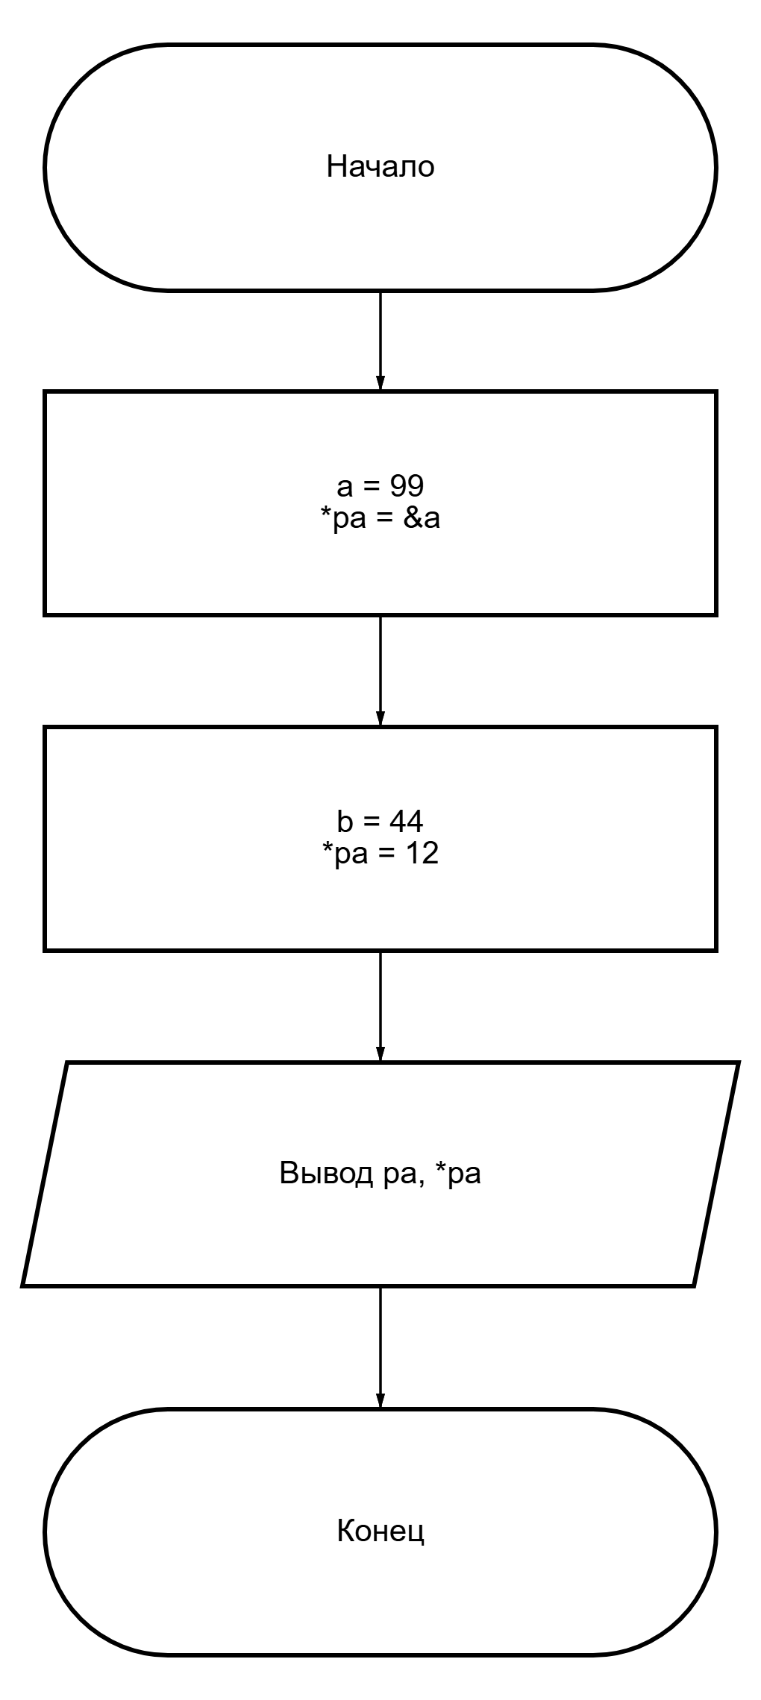 Начало
a = 99
*pa = &a
b = 44
*pa = 12
Вывод pa, *pa
Конец